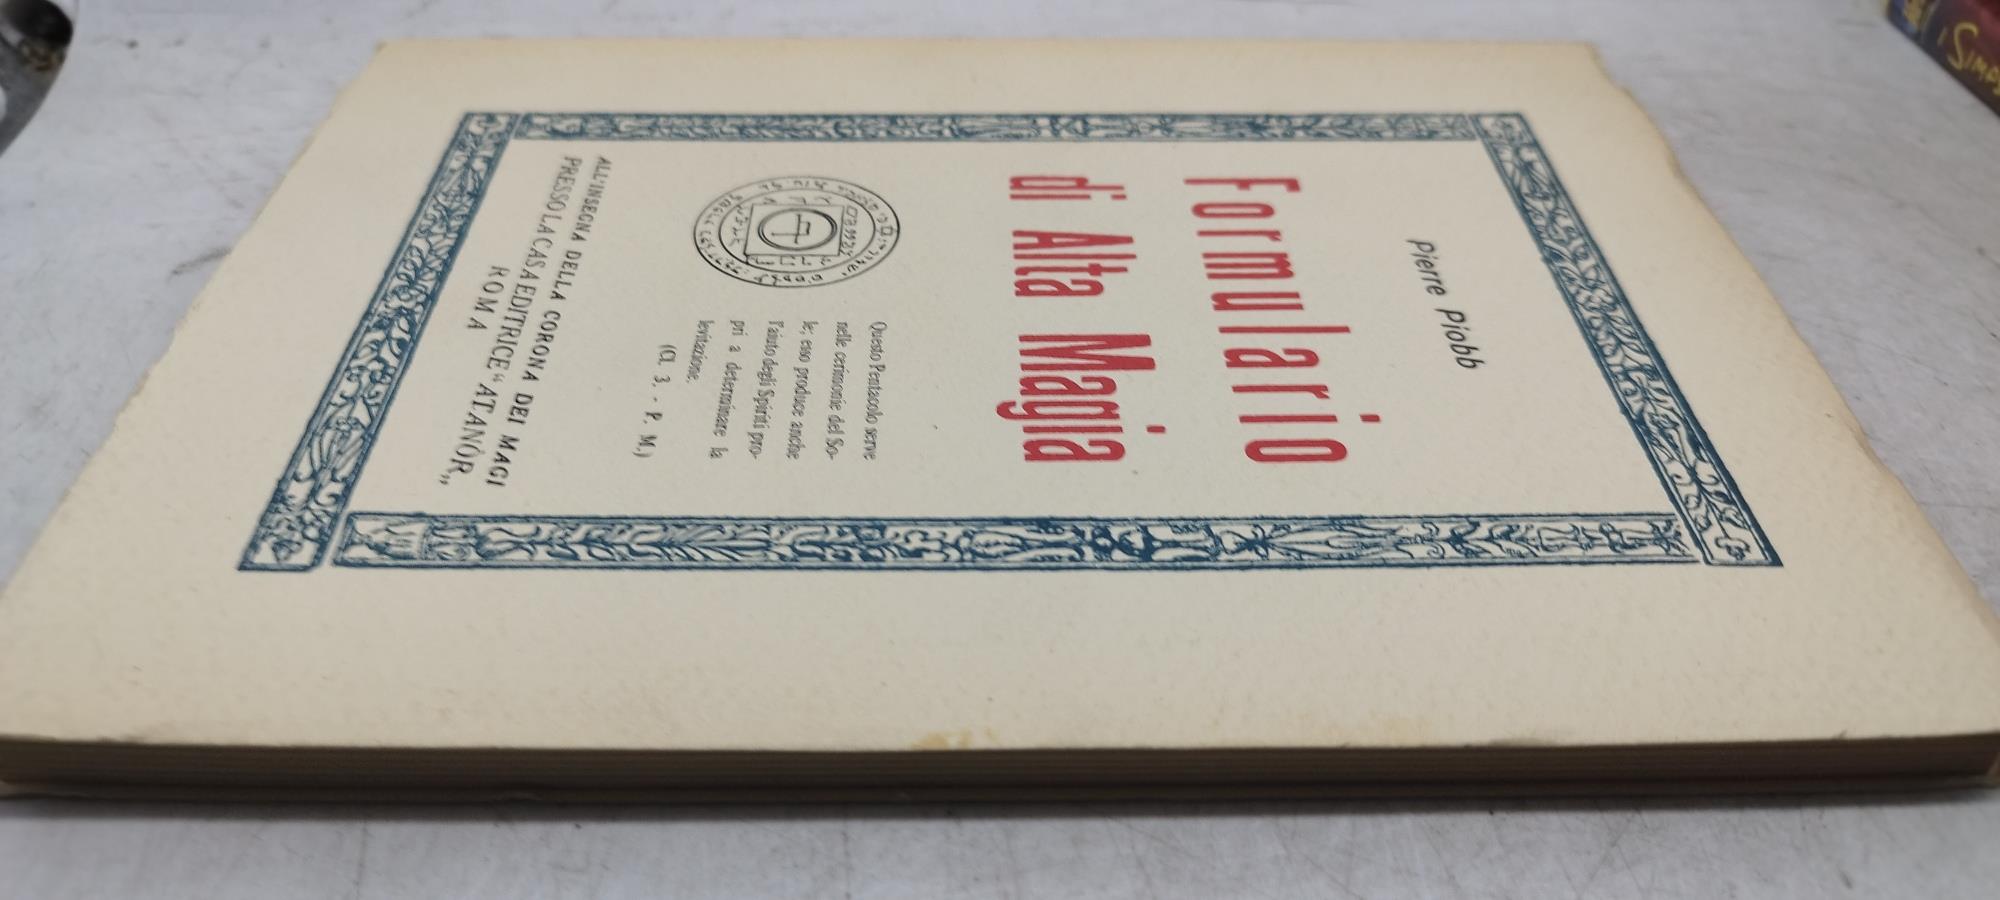 Pierre Piobb
Formulario
di Alta Magia
Questo Pentacolo serve
nelle cerimonie del So-
le; esso produce anche
l'aiuto degli Spiriti pro-
pri a determinare la
levitazione.
(Cl. 3. - P. M.)
ALL'INSEGNA DELLA CORONA DEI MAGI
PRESSO LA CASA EDITRICE “ATANÒR„
ROMA